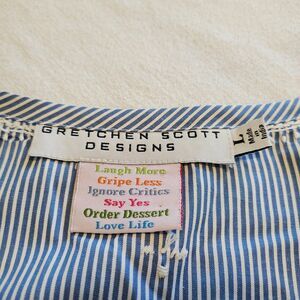 GRETCHEN SCOTT
DESIGNS
L
Made in
India
Laugh More
Gripe Less
Ignore Critics
Say Yes
Order Dessert
Love Life